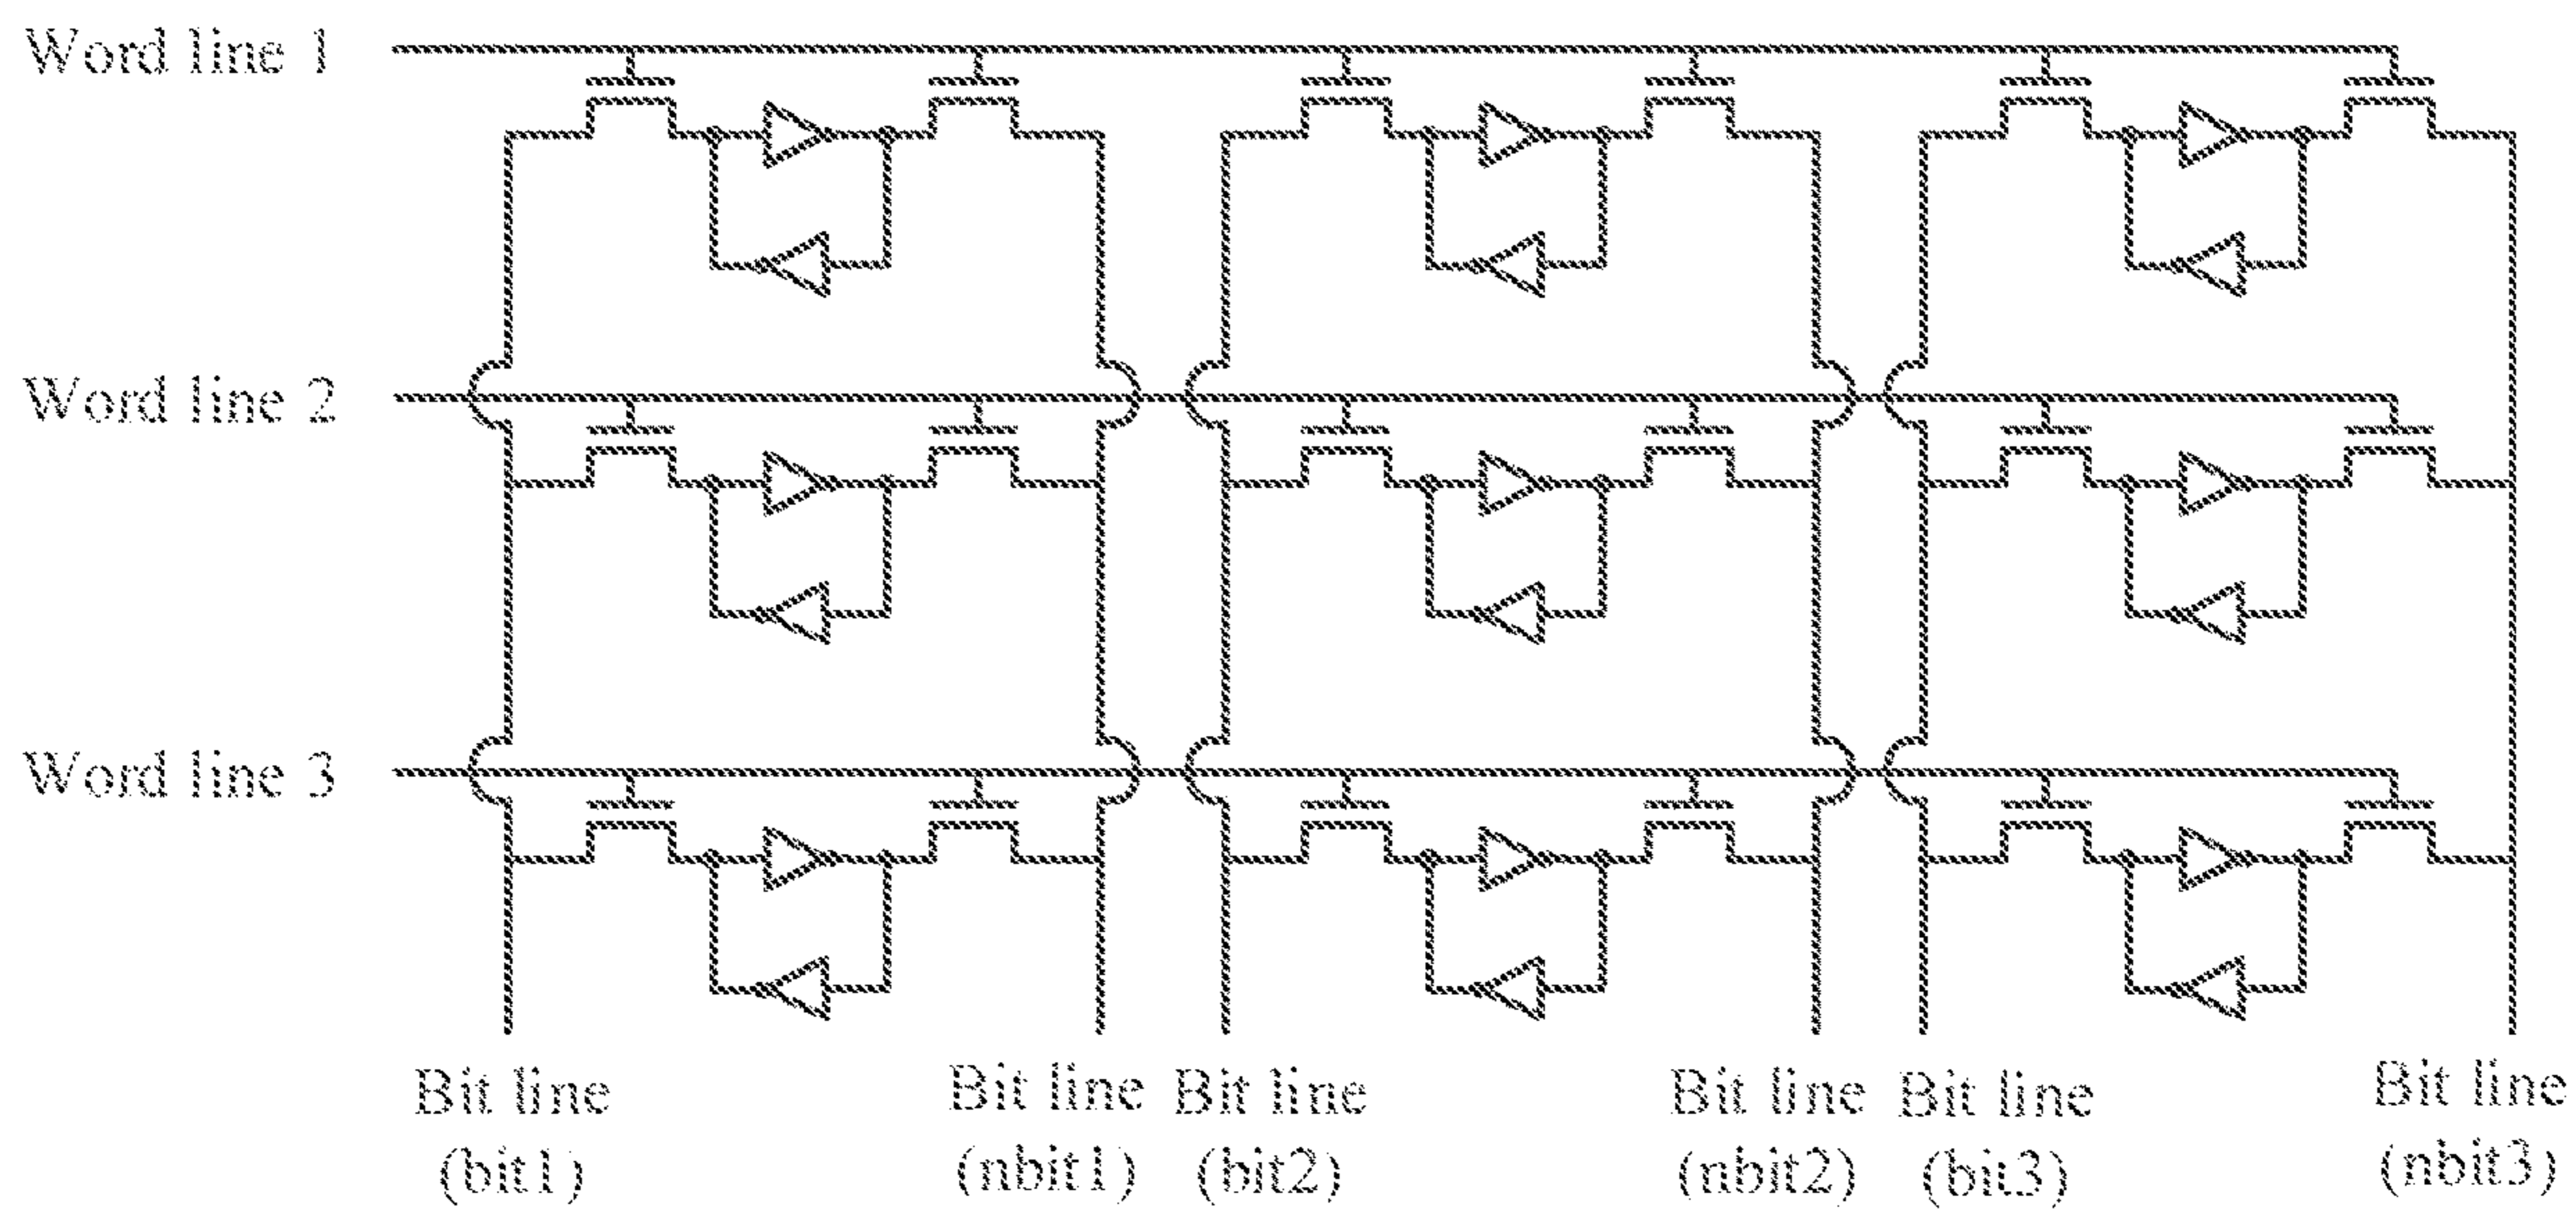 Word line 1
Word line 2
Word line 3
Bit line
(bit1)
Bit line
(nbit1)
Bit line
(bit2)
Bit line
(nbit2)
Bit line
(bit3)
Bit line
(nbit3)